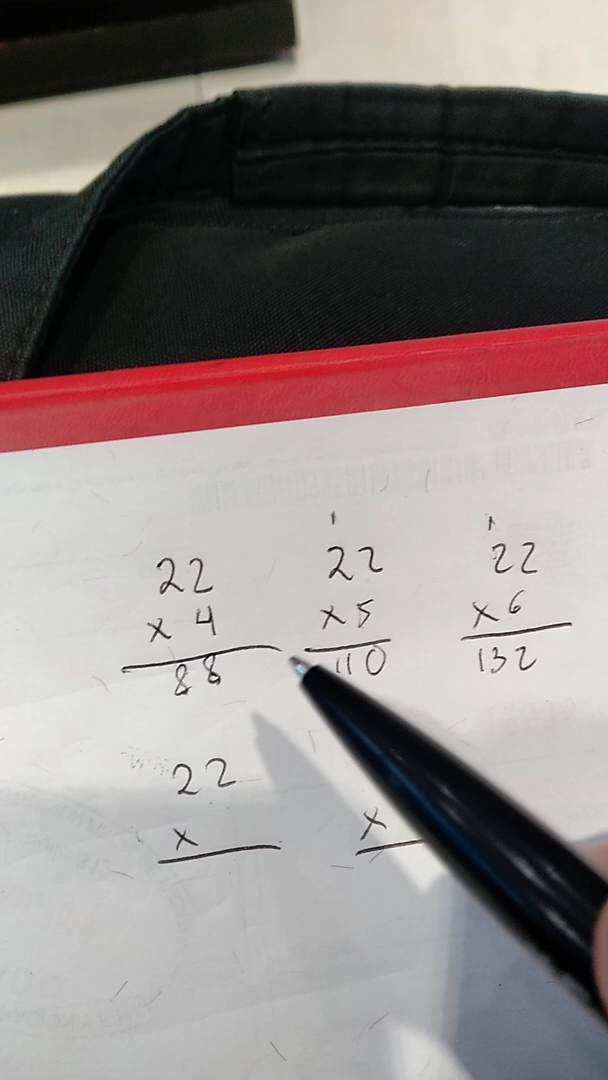 1 1
22 22 22
x 4 x 5 x 6
88 110 132
22
x x